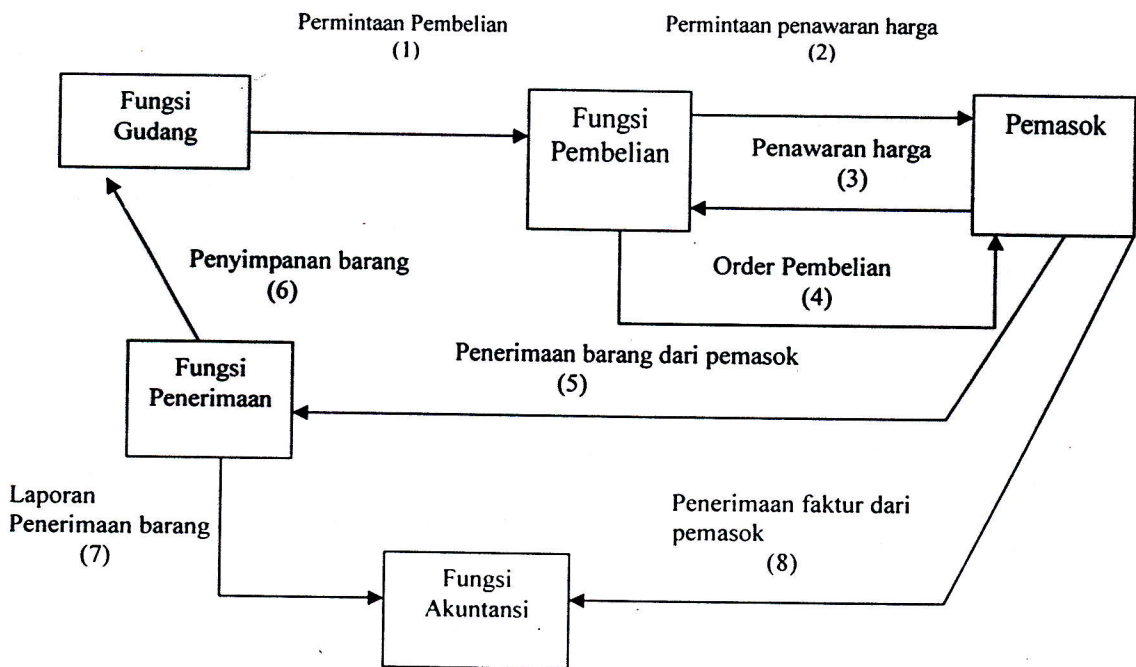 Permintaan Pembelian
(1)
Permintaan penawaran harga
(2)
Fungsi
Gudang
Fungsi
Pembelian
Pemasok
Penawaran harga
(3)
Penyimpanan barang
(6)
Order Pembelian
(4)
Fungsi
Penerimaan
Penerimaan barang dari pemasok
(5)
Laporan
Penerimaan barang
(7)
Penerimaan faktur dari
pemasok
(8)
Fungsi
Akuntansi